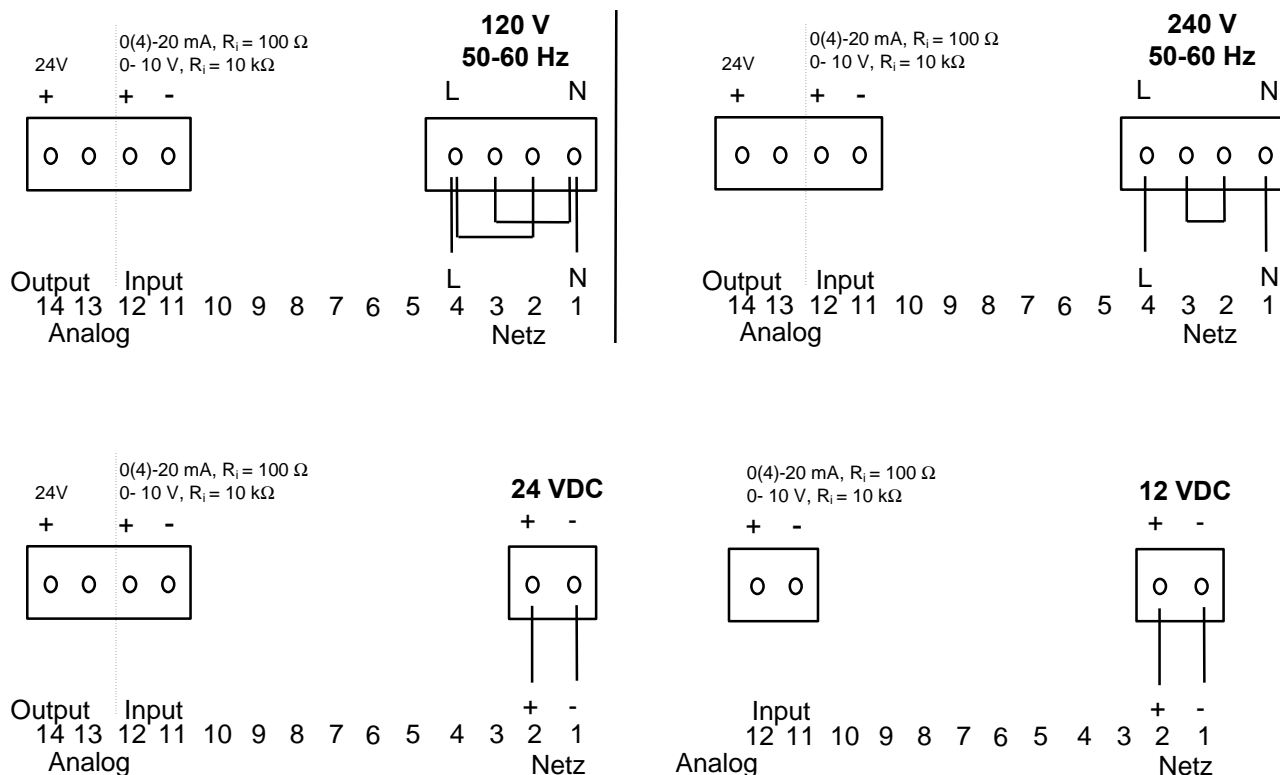 0(4)-20 mA, Ri = 100 Ω
24V 0- 10 V, Ri = 10 kΩ
+ + -
120 V
50-60 Hz
L N
L N
Output Input
14 13 12 11 10 9 8 7 6 5 4 3 2 1
Analog Netz
0(4)-20 mA, Ri = 100 Ω
24V 0- 10 V, Ri = 10 kΩ
+ + -
240 V
50-60 Hz
L N
L N
Output Input
14 13 12 11 10 9 8 7 6 5 4 3 2 1
Analog Netz
0(4)-20 mA, Ri = 100 Ω
24V 0- 10 V, Ri = 10 kΩ
+ + -
24 VDC
+ -
+ -
Output Input
14 13 12 11 10 9 8 7 6 5 4 3 2 1
Analog Netz
0(4)-20 mA, Ri = 100 Ω
0- 10 V, Ri = 10 kΩ
+ -
12 VDC
+ -
+ -
Input
12 11 10 9 8 7 6 5 4 3 2 1
Analog Netz